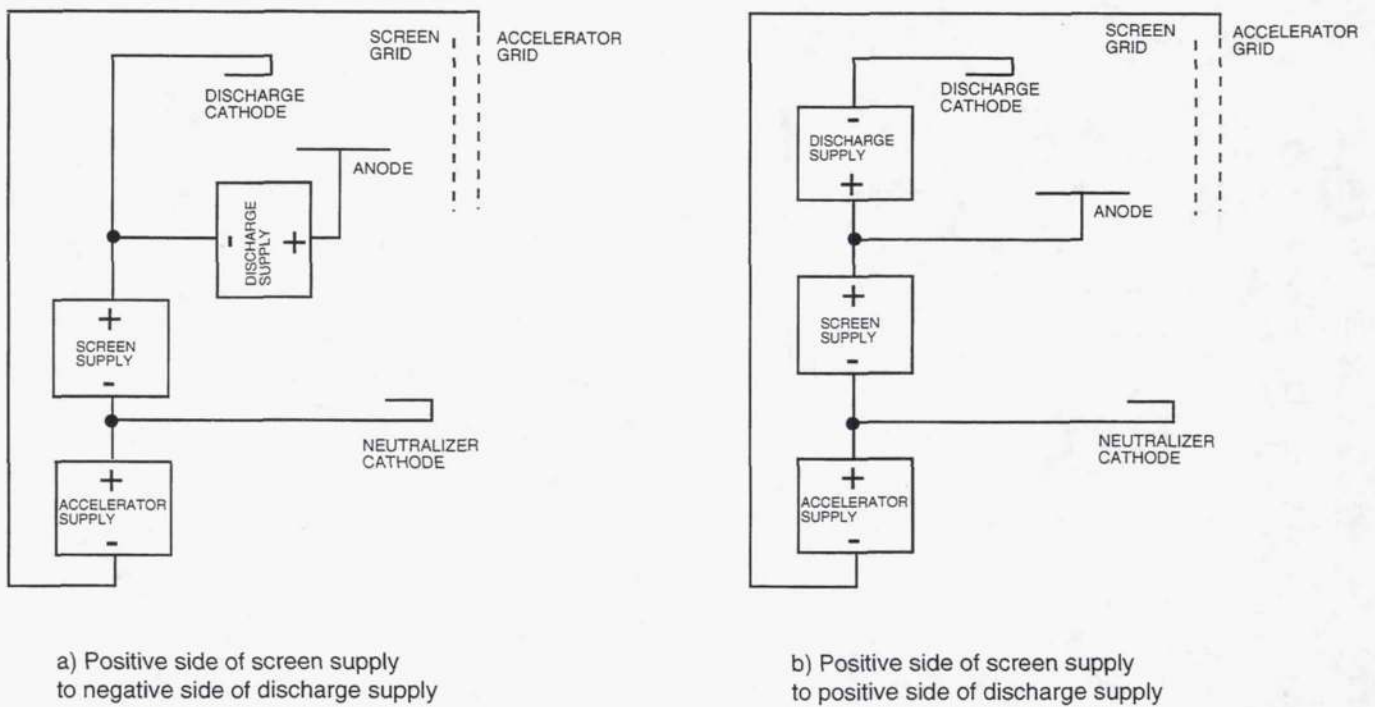 SCREEN
GRID
ACCELERATOR
GRID
DISCHARGE
CATHODE
ANODE
-
DISCHARGE
SUPPLY
+
+
SCREEN
SUPPLY
-
NEUTRALIZER
CATHODE
+
ACCELERATOR
SUPPLY
-
a) Positive side of screen supply
to negative side of discharge supply
SCREEN
GRID
ACCELERATOR
GRID
DISCHARGE
CATHODE
-
DISCHARGE
SUPPLY
+
ANODE
+
SCREEN
SUPPLY
-
NEUTRALIZER
CATHODE
+
ACCELERATOR
SUPPLY
-
b) Positive side of screen supply
to positive side of discharge supply